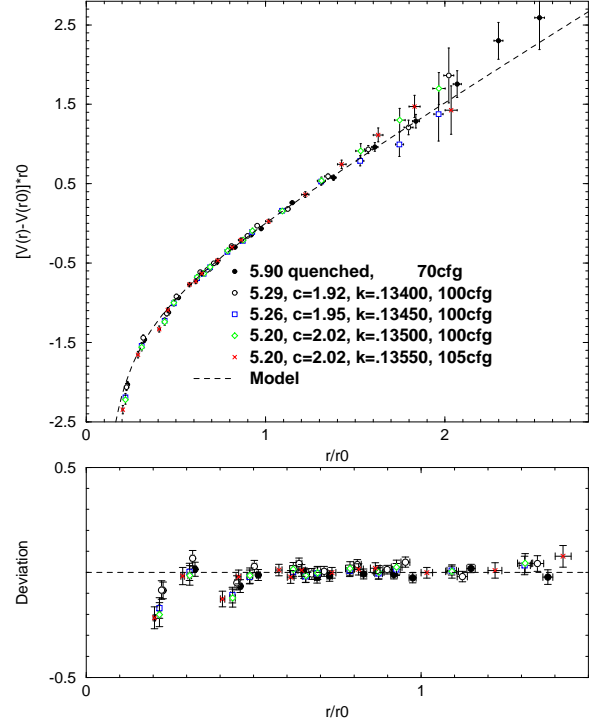 2.5
1.5
0.5
-0.5
-1.5
-2.5
[V(r)-V(r0)]*r0
5.90 quenched, 70cfg
5.29, c=1.92, k=.13400, 100cfg
5.26, c=1.95, k=.13450, 100cfg
5.20, c=2.02, k=.13500, 100cfg
5.20, c=2.02, k=.13550, 105cfg
Model
0 1 2
r/r0
0.5
-0.5
Deviation
0 1
r/r0